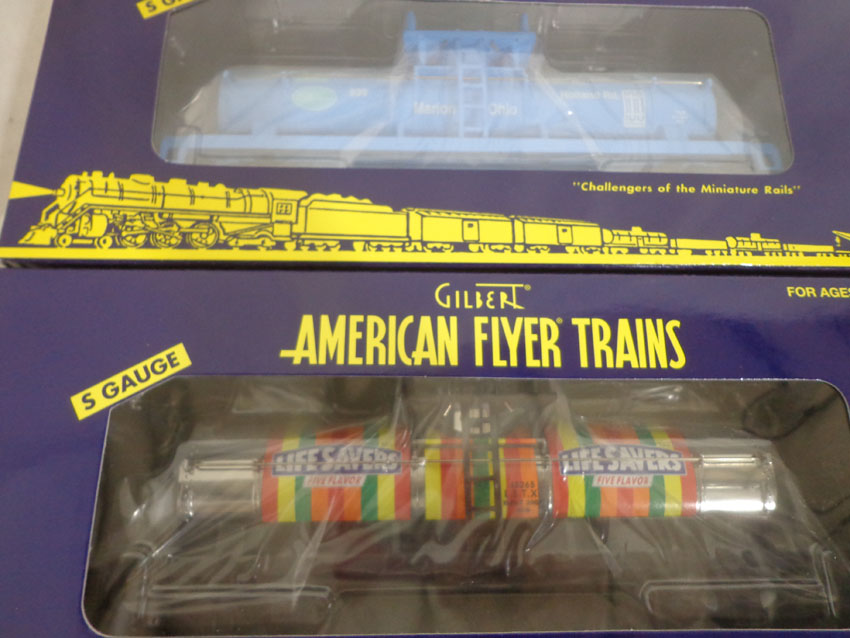 S G
Marion Ohio
"Challengers of the Miniature Rails"
GILBERT®
FOR AGES
AMERICAN FLYER® TRAINS
S GAUGE
LIFE SAVERS
FIVE FLAVOR
LIFE SAVERS
FIVE FLAVOR